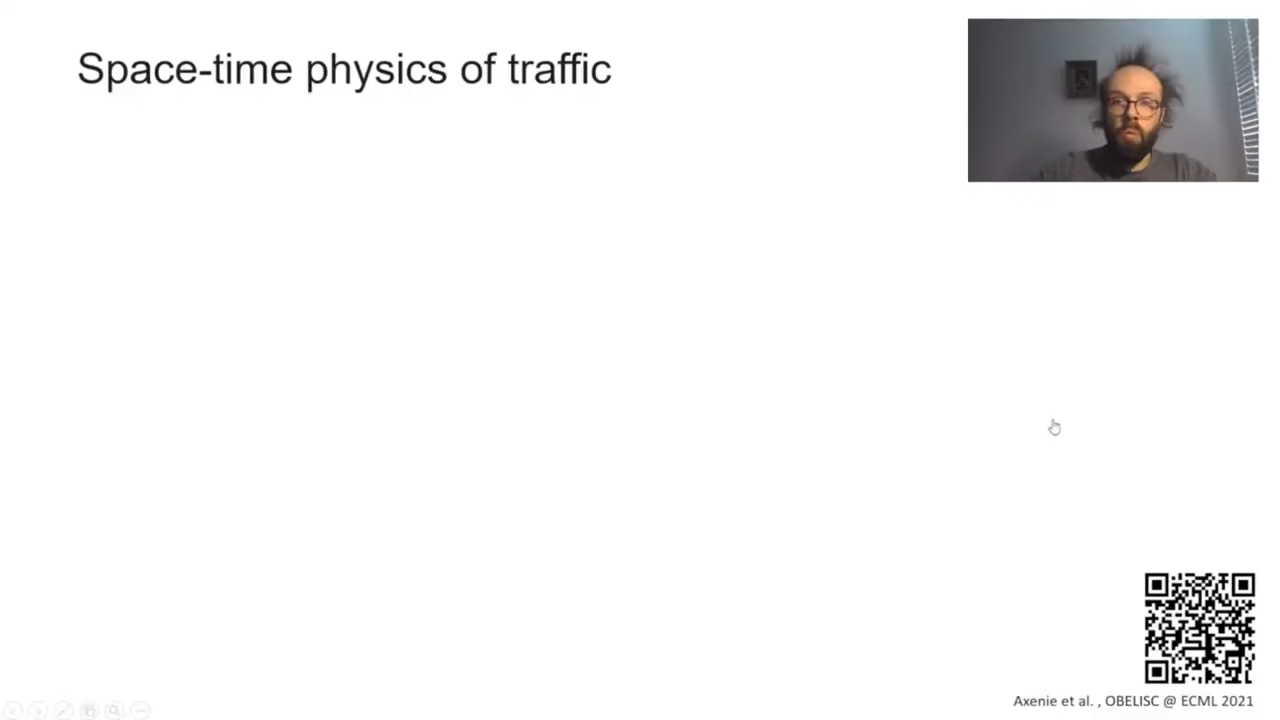 Space-time physics of traffic
Axenie et al. , OBELISC @ ECML 2021